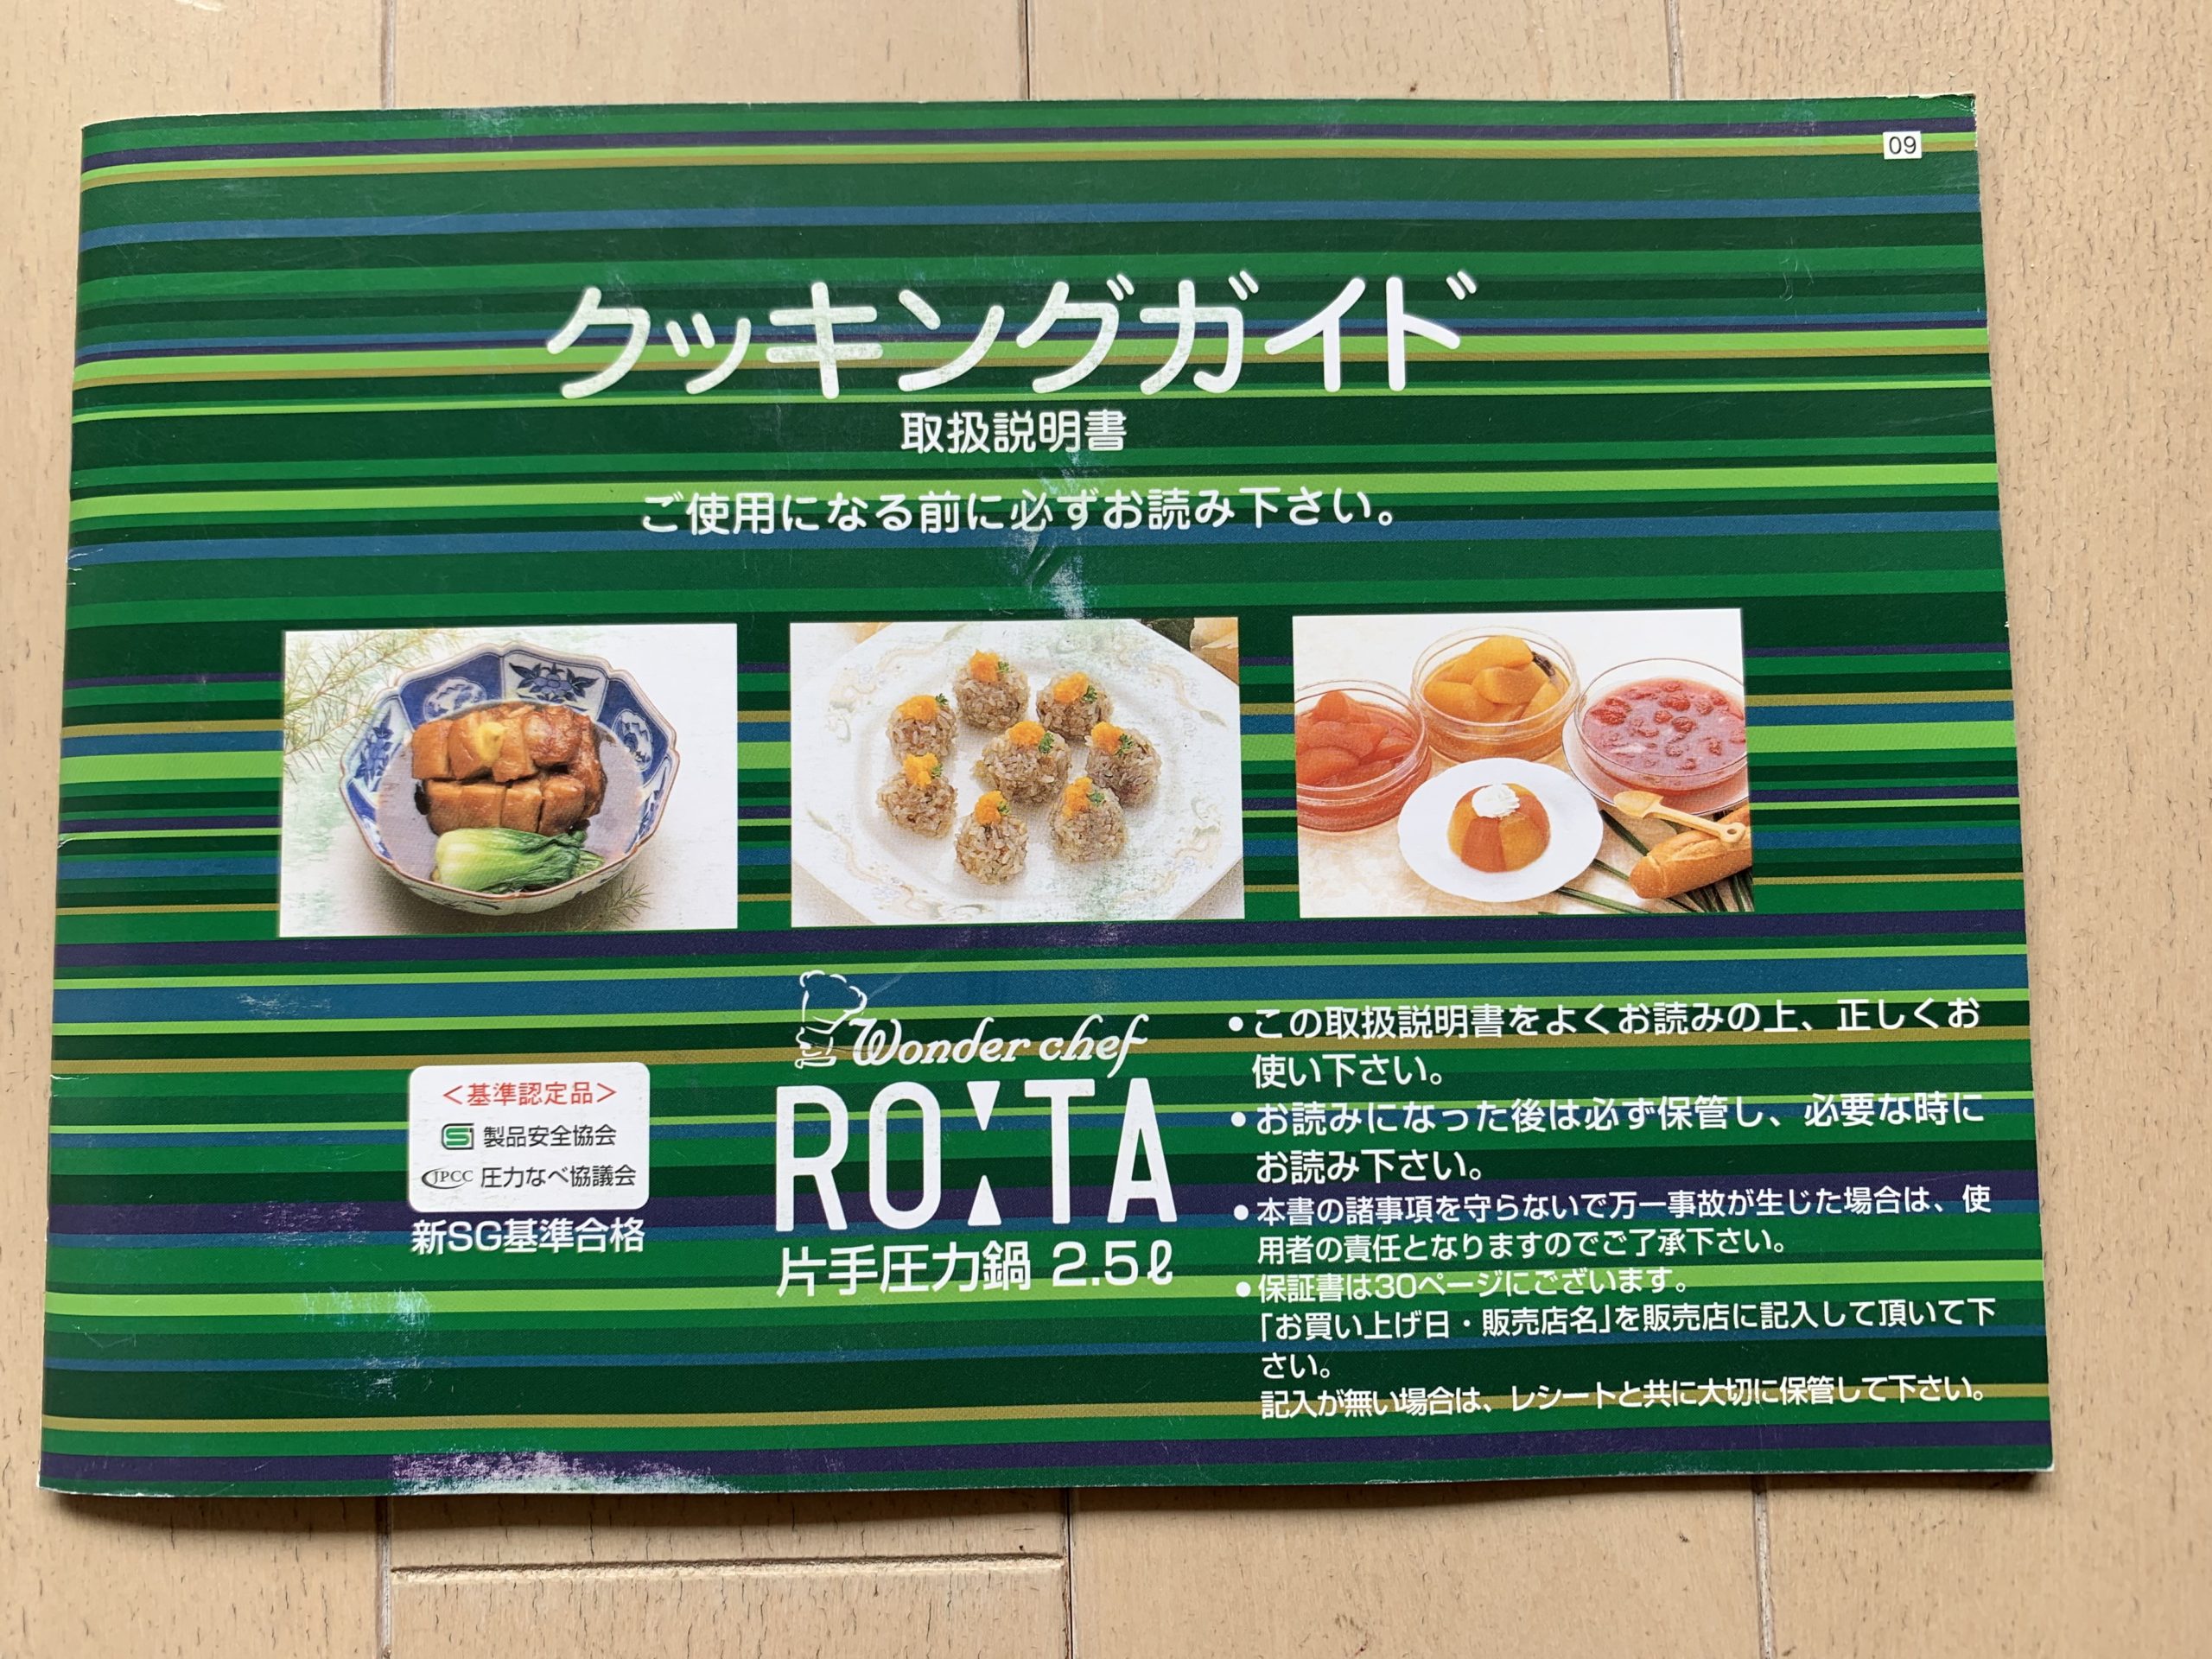 09
クッキングガイド
取扱説明書
ご使用になる前に必ずお読み下さい。
Wonder chef
ROTA
片手圧力鍋 2.5ℓ
<基準認定品>
S 製品安全協会
JPCC 圧力なべ協議会
新SG基準合格
•この取扱説明書をよくお読みの上、正しくお
使い下さい。
•お読みになった後は必ず保管し、必要な時に
お読み下さい。
•本書の諸事項を守らないで万一事故が生じた場合は、使
用者の責任となりますのでご了承下さい。
•保証書は30ページにございます。
「お買い上げ日・販売店名」を販売店に記入して頂いて下
さい。
記入が無い場合は、レシートと共に大切に保管して下さい。